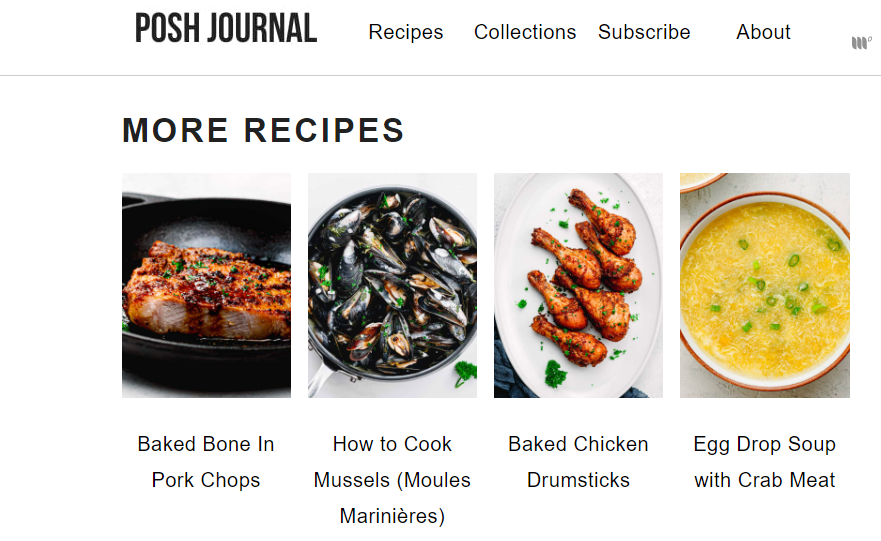 POSH JOURNAL
Recipes Collections Subscribe About
MORE RECIPES
Baked Bone In
Pork Chops
How to Cook
Mussels (Moules
Marinières)
Baked Chicken
Drumsticks
Egg Drop Soup
with Crab Meat